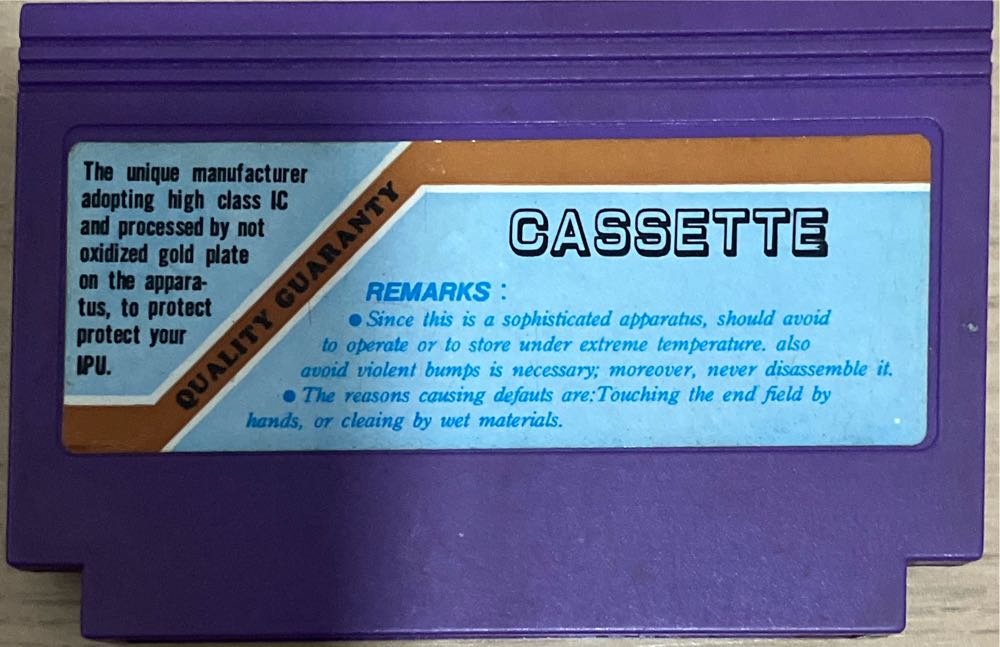 The unique manufacturer
adopting high class IC
and processed by not
oxidized gold plate
on the appara-
tus, to protect
protect your
IPU.
QUALITY GUARANTY
CASSETTE
REMARKS :
● Since this is a sophisticated apparatus, should avoid
to operate or to store under extreme temperature. also
avoid violent bumps is necessary; moreover, never disassemble it.
● The reasons causing defauts are:Touching the end field by
hands, or cleaing by wet materials.